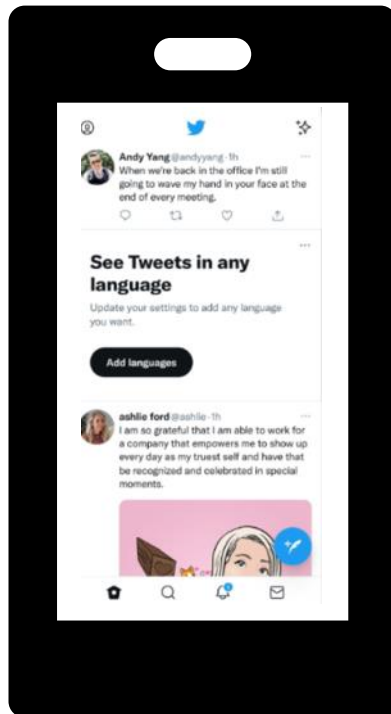 Andy Yang @andyyang·1h
When we're back in the office I'm still
going to wave my hand in your face at the
end of every meeting.
See Tweets in any
language
Update your settings to add any language
you want.
Add languages
ashlie ford @ashlie·1h
I am so grateful that I am able to work for
a company that empowers me to show up
every day as my truest self and have that
be recognized and celebrated in special
moments.